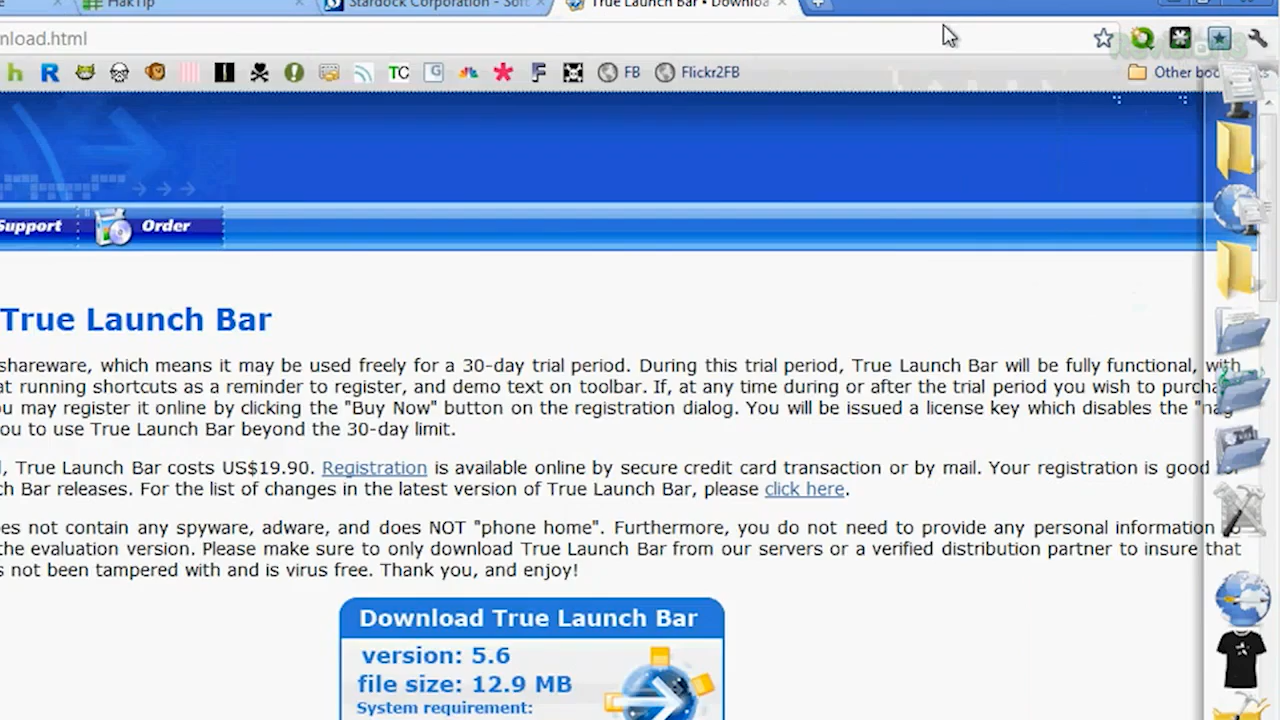 HakTip
Stardock Corporation - Soft
True Launch Bar • Downloa
nload.html
TC
FB
Flickr2FB
Other boo
Support
Order
True Launch Bar
shareware, which means it may be used freely for a 30-day trial period. During this trial period, True Launch Bar will be fully functional, with
at running shortcuts as a reminder to register, and demo text on toolbar. If, at any time during or after the trial period you wish to purcha
ou may register it online by clicking the "Buy Now" button on the registration dialog. You will be issued a license key which disables the "nag
you to use True Launch Bar beyond the 30-day limit.
, True Launch Bar costs US$19.90. Registration is available online by secure credit card transaction or by mail. Your registration is good
ch Bar releases. For the list of changes in the latest version of True Launch Bar, please click here.
oes not contain any spyware, adware, and does NOT "phone home". Furthermore, you do not need to provide any personal information
the evaluation version. Please make sure to only download True Launch Bar from our servers or a verified distribution partner to insure that
s not been tampered with and is virus free. Thank you, and enjoy!
Download True Launch Bar
version: 5.6
file size: 12.9 MB
System requirement: